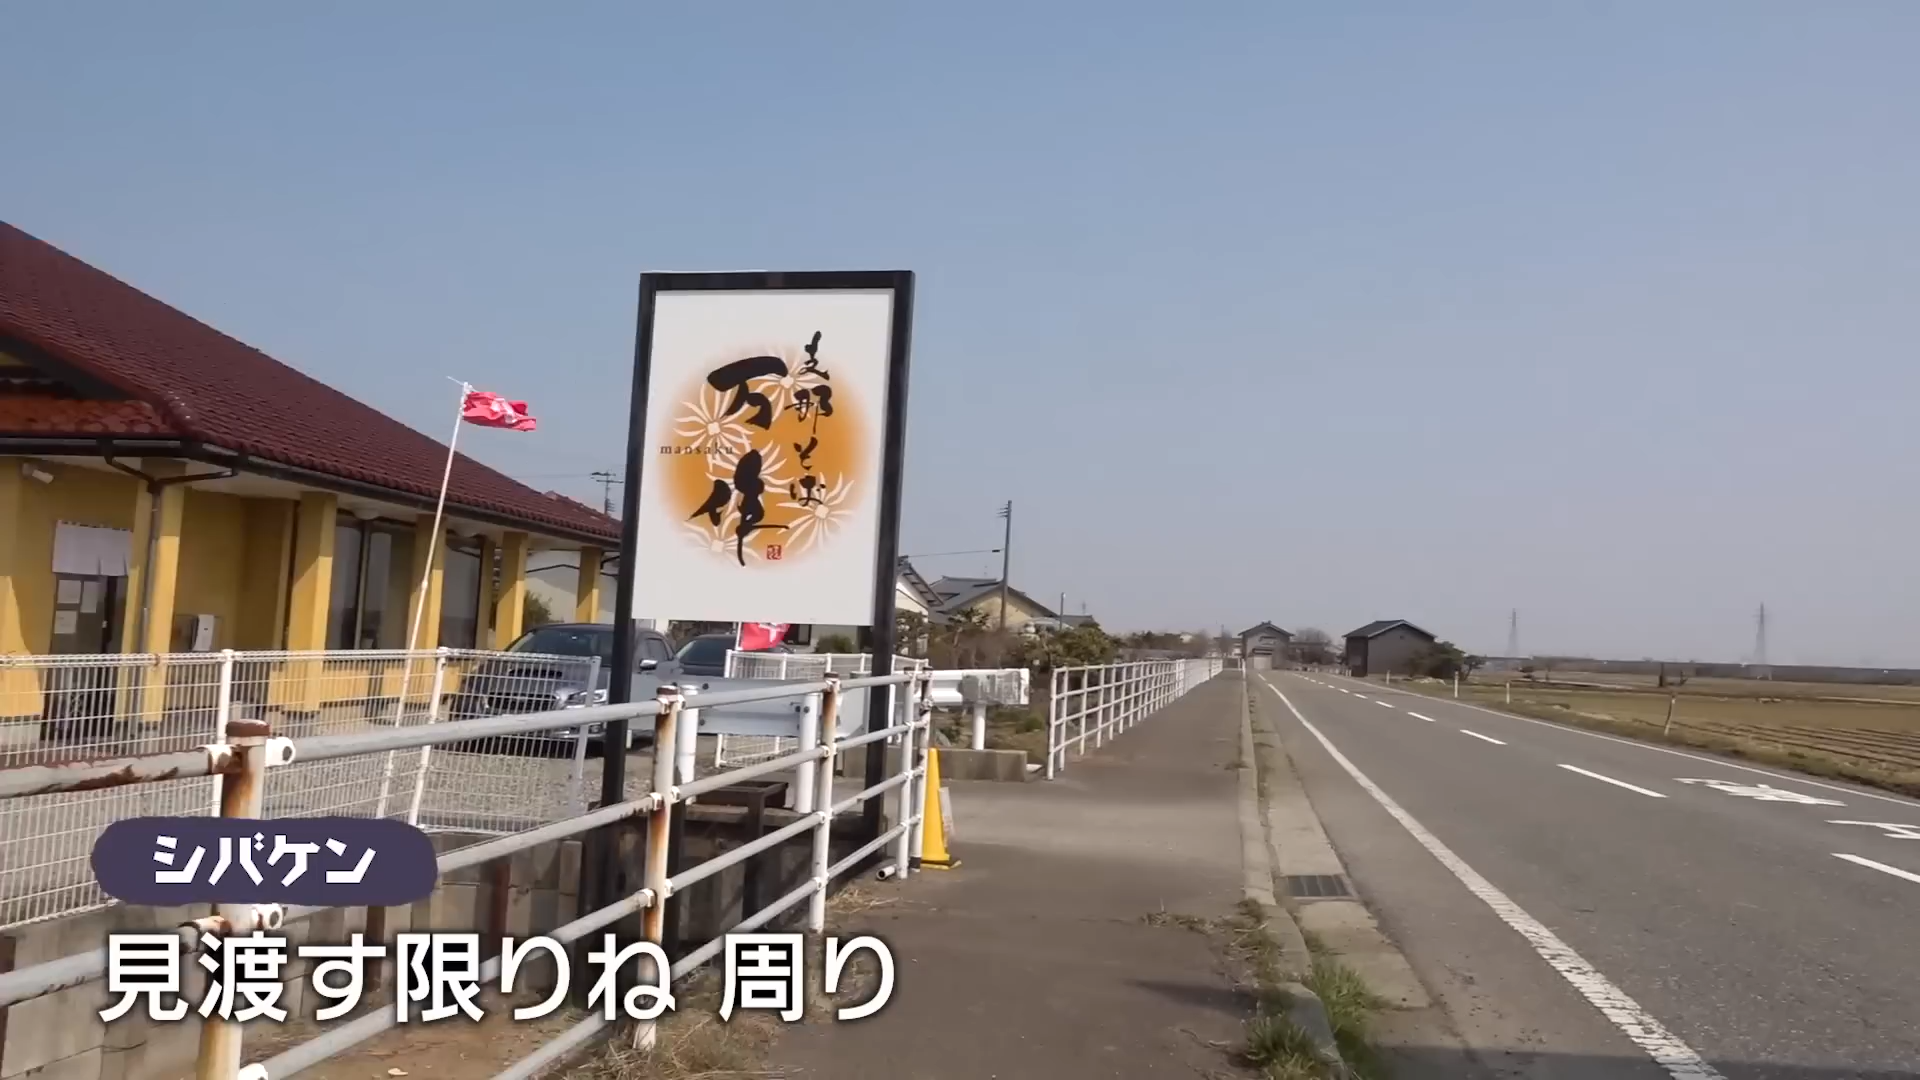 支那そば
万作
mansaku
シバケン
見渡す限りね 周り